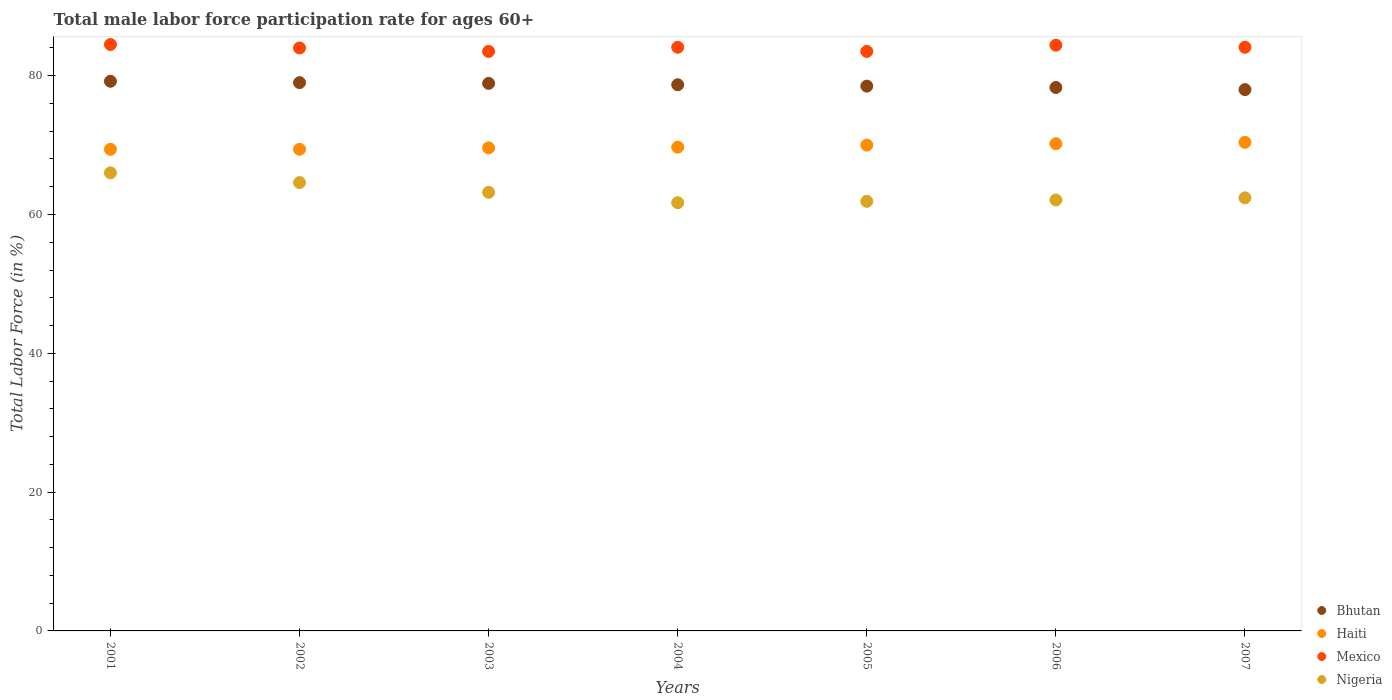 Total male labor force participation rate for ages 60+
Total Labor Force (in %)
80
60
40
20
0
2001
2002
2003
2004
2005
2006
2007
Years
Bhutan
Haiti
Mexico
Nigeria